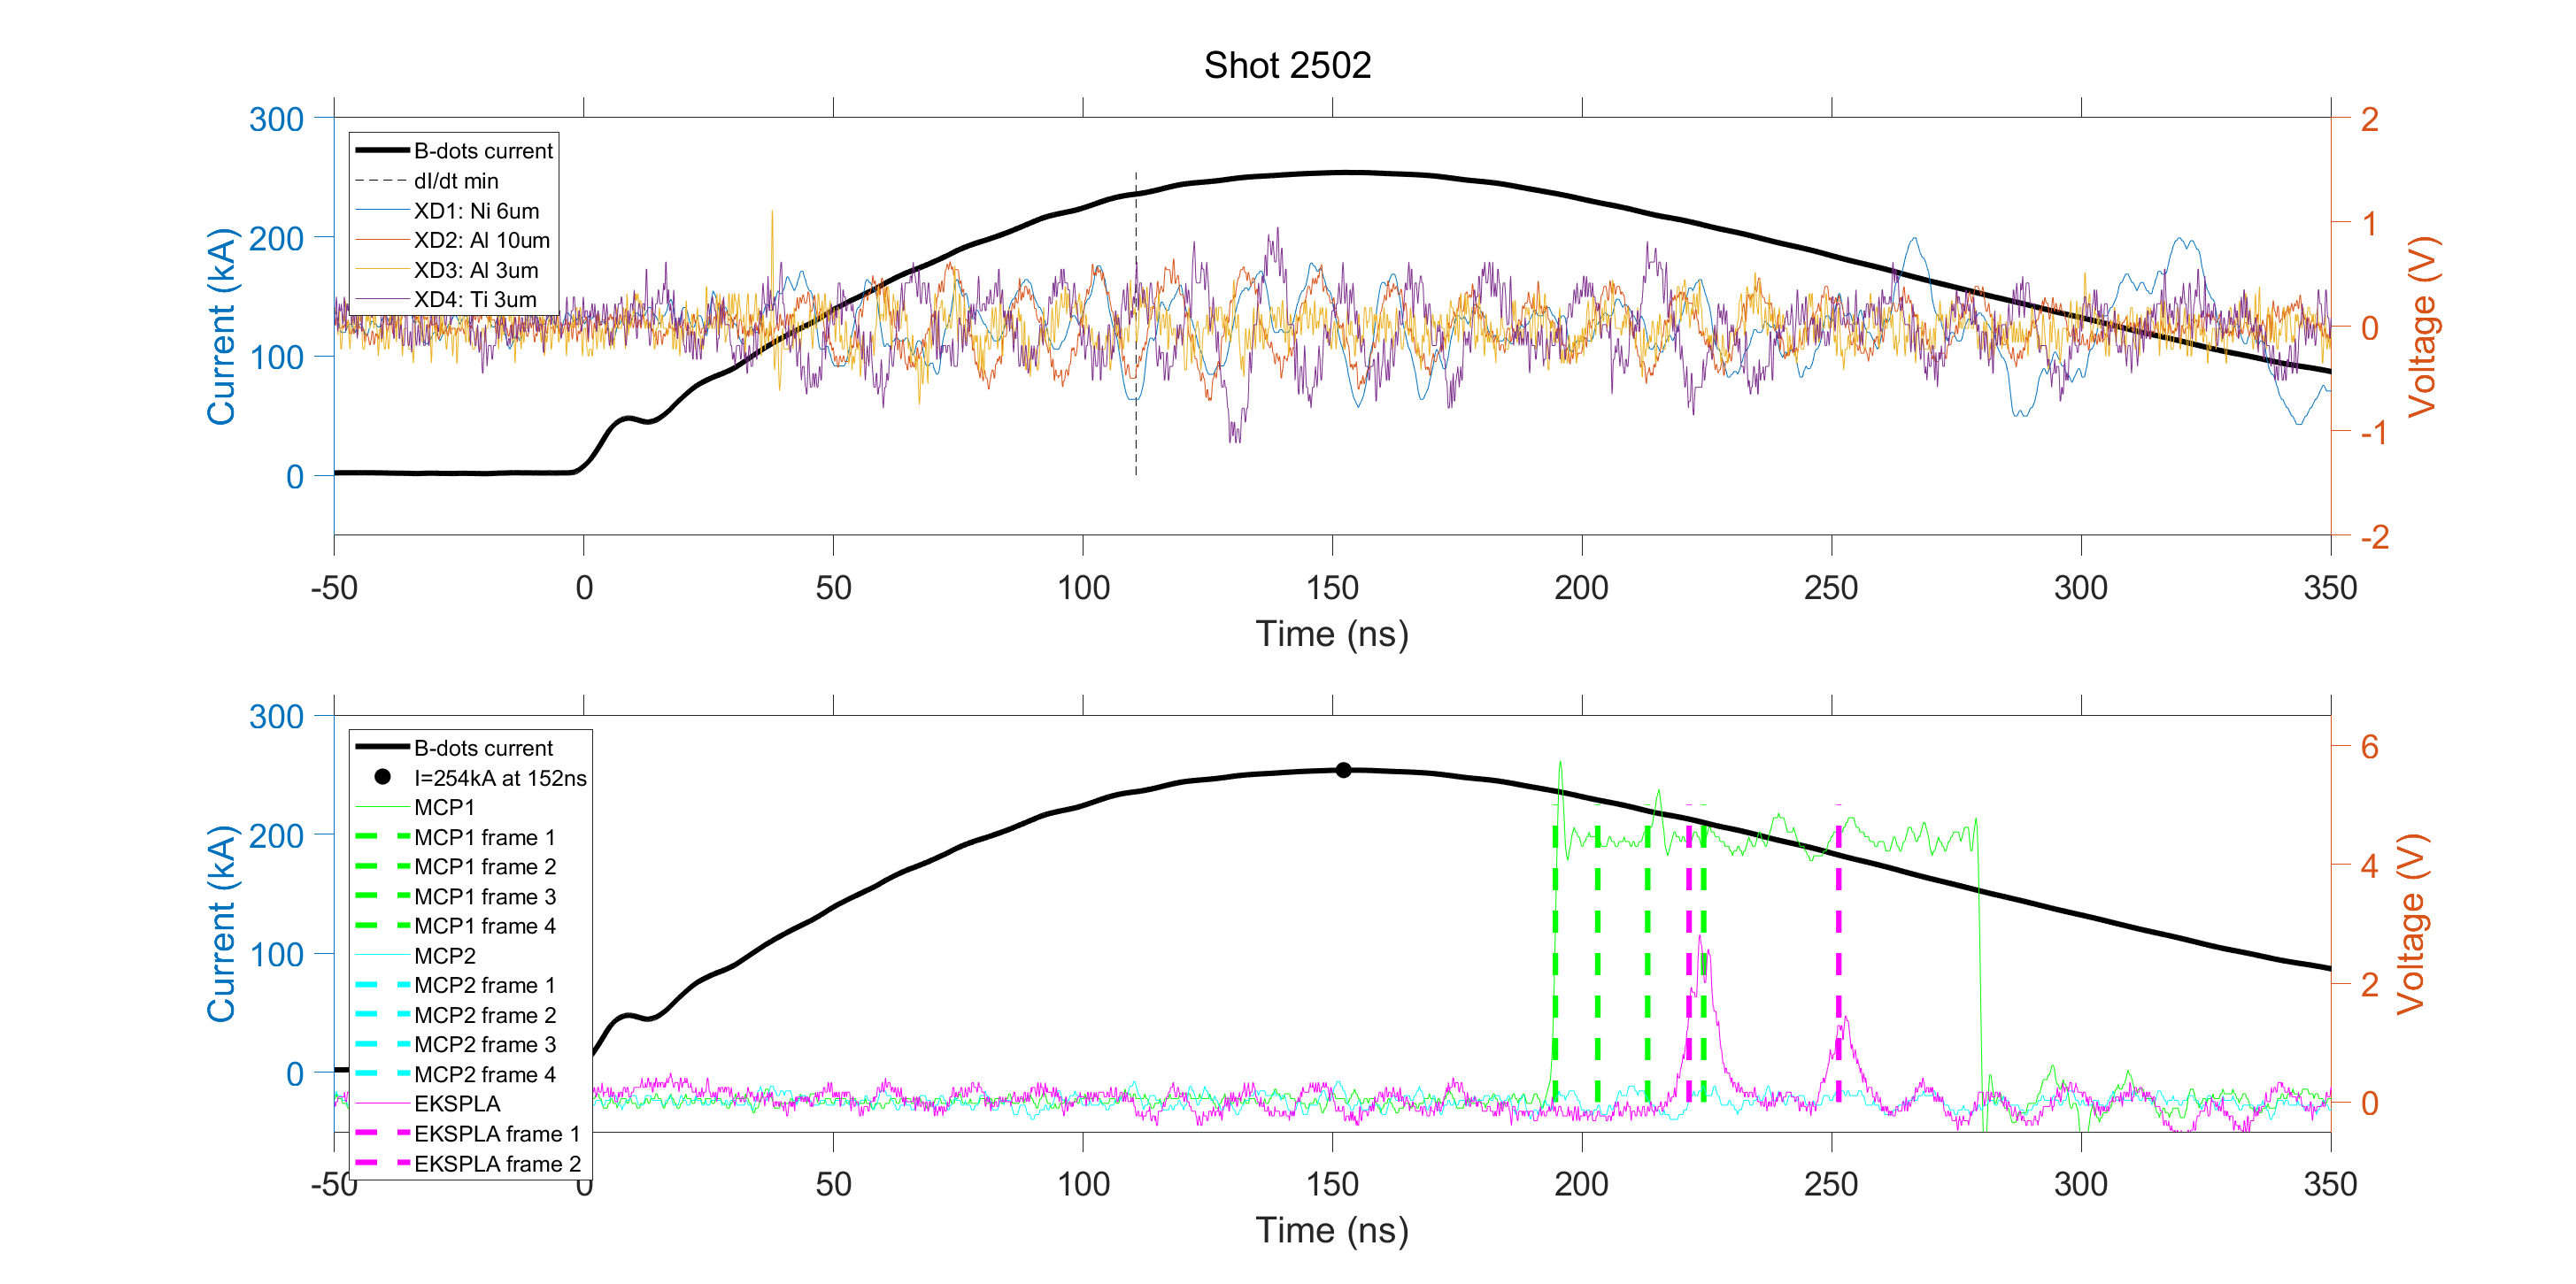 Shot 2502
300
200
100
0
Current (kA)
B-dots current
dI/dt min
XD1: Ni 6um
XD2: Al 10um
XD3: Al 3um
XD4: Ti 3um
2
1
0
-1
-2
Voltage (V)
-50 0 50 100 150 200 250 300 350
Time (ns)
300
200
100
0
Current (kA)
B-dots current
I=254kA at 152ns
MCP1
MCP1 frame 1
MCP1 frame 2
MCP1 frame 3
MCP1 frame 4
MCP2
MCP2 frame 1
MCP2 frame 2
MCP2 frame 3
MCP2 frame 4
EKSPLA
EKSPLA frame 1
EKSPLA frame 2
6
4
2
0
Voltage (V)
-50 0 50 100 150 200 250 300 350
Time (ns)